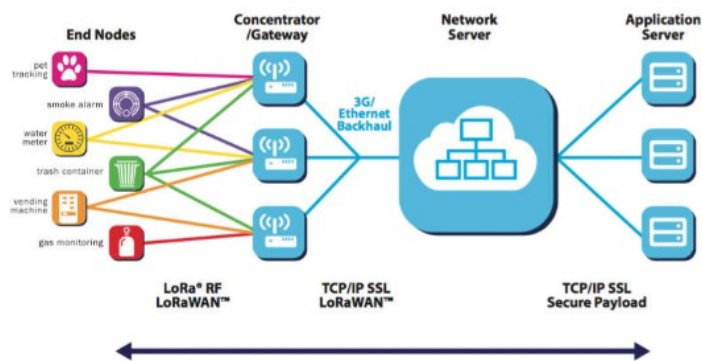 End Nodes
Concentrator
/Gateway
Network
Server
Application
Server
pet
tracking
smoke alarm
water
meter
trash container
vending
machine
gas monitoring
3G/
Ethernet
Backhaul
LoRa® RF
LoRaWAN™
TCP/IP SSL
LoRaWAN™
TCP/IP SSL
Secure Payload